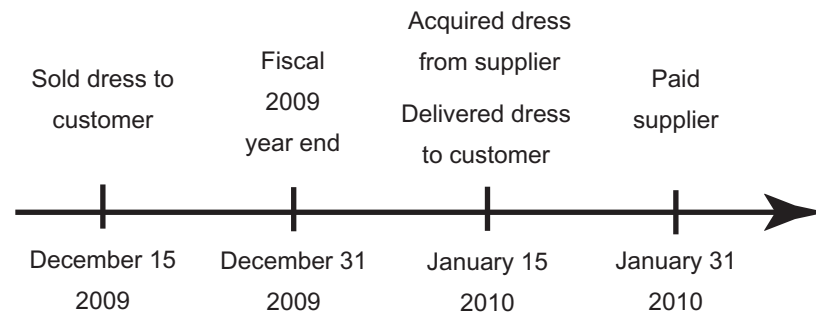 Sold dress to
customer
Fiscal
2009
year end
Acquired dress
from supplier
Delivered dress
to customer
Paid
supplier
December 15
2009
December 31
2009
January 15
2010
January 31
2010